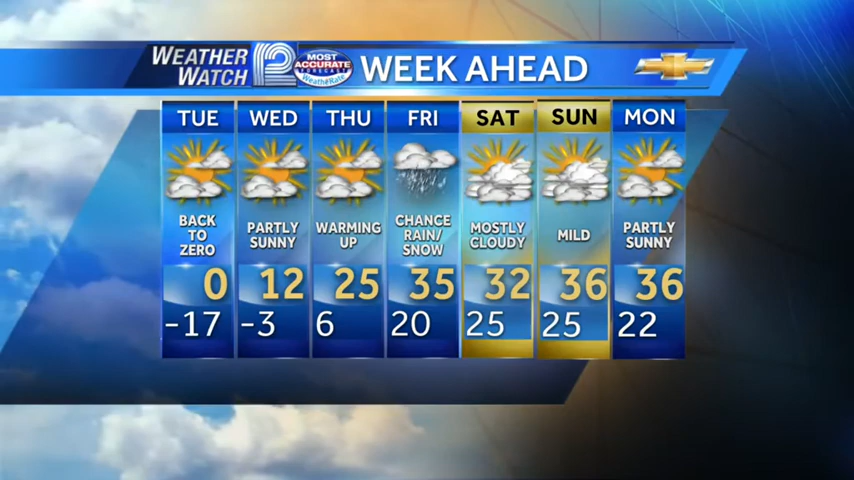 WEATHER WATCH 12 MOST ACCURATE FORECAST WeatheRate WEEK AHEAD
TUE WED THU FRI SAT SUN MON
BACK TO ZERO PARTLY SUNNY WARMING UP CHANCE RAIN/SNOW MOSTLY CLOUDY MILD PARTLY SUNNY
0 12 25 35 32 36 36
-17 -3 6 20 25 25 22